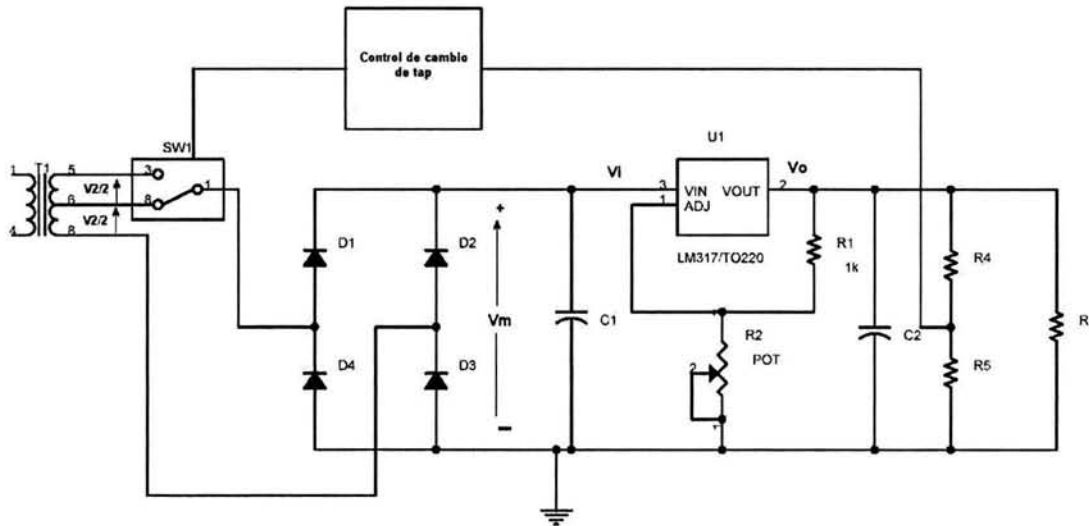 Control de cambio
de tap
SW1
U1
1
T1
5
3
1
V2/2
6
8
V2/2
4
8
Vi
3
VIN
VOUT
2
Vo
1
ADJ
LM317/TO220
D1
D2
+
Vm
C1
R1
1k
R4
R2
POT
2
C2
R
D4
D3
R5